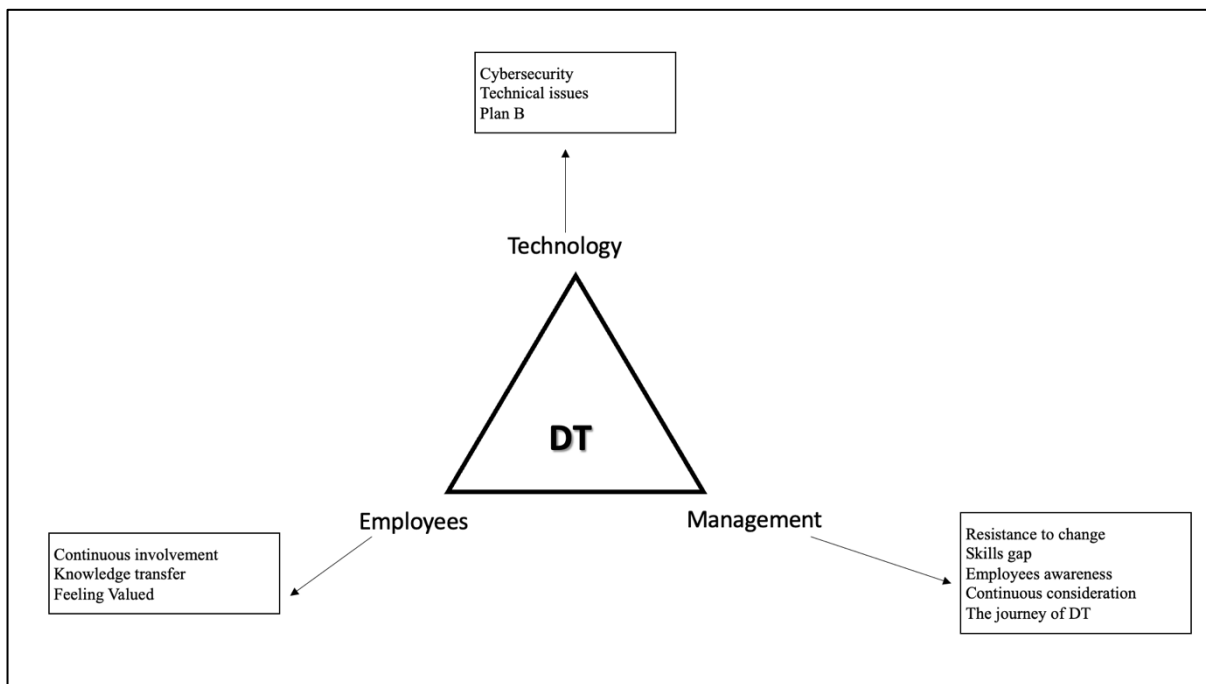 Cybersecurity
Technical issues
Plan B
Technology
DT
Employees
Management
Continuous involvement
Knowledge transfer
Feeling Valued
Resistance to change
Skills gap
Employees awareness
Continuous consideration
The journey of DT